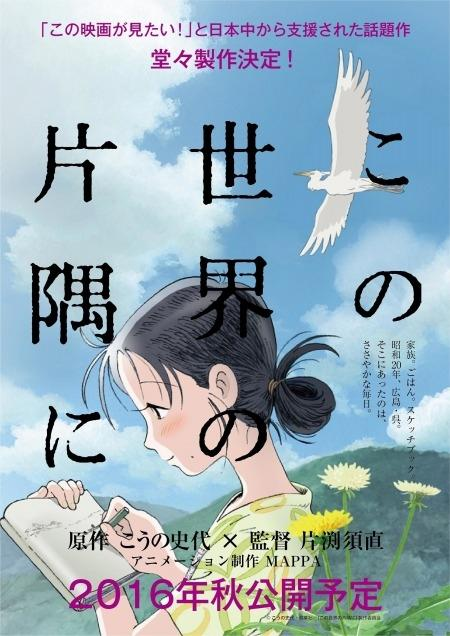 「この映画が見たい！」と日本中から支援された話題作
堂々製作決定！
この
世界の
片隅に
家族。ごはん。スケッチブック
昭和20年、広島・呉。
そこにあったのは、
ささやかな毎日。
原作 こうの史代 × 監督 片渕須直
アニメーション制作 MAPPA
2016年秋公開予定